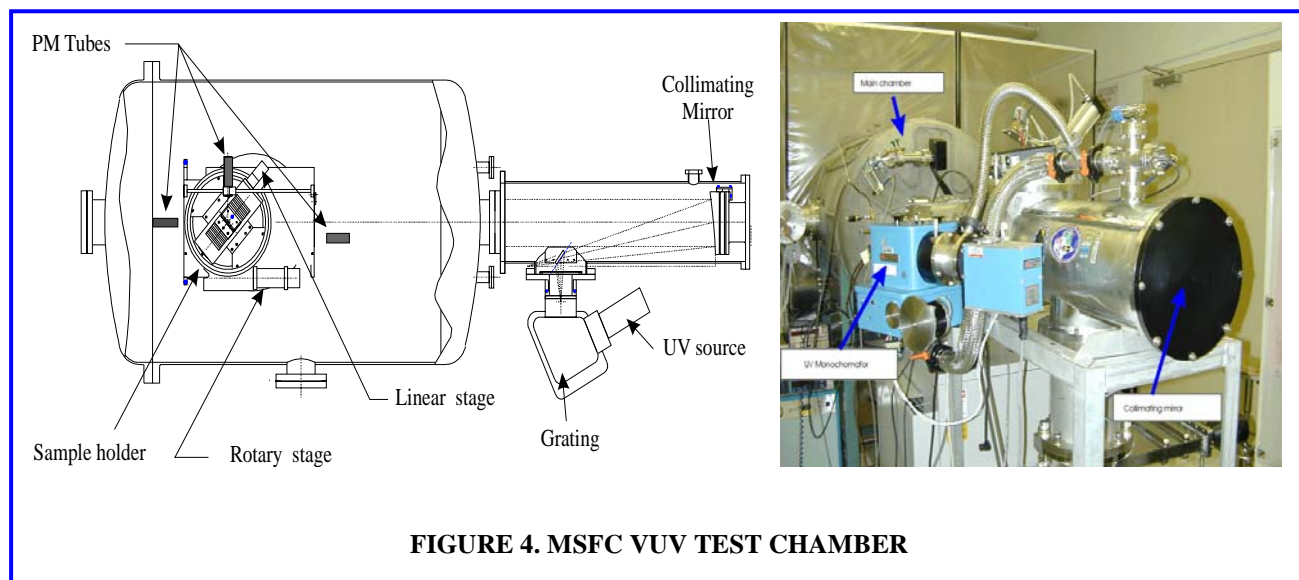 PM Tubes
Collimating
Mirror
UV source
Linear stage
Grating
Sample holder
Rotary stage
Main chamber
UV Monochomator
Collimating mirror
FIGURE 4. MSFC VUV TEST CHAMBER